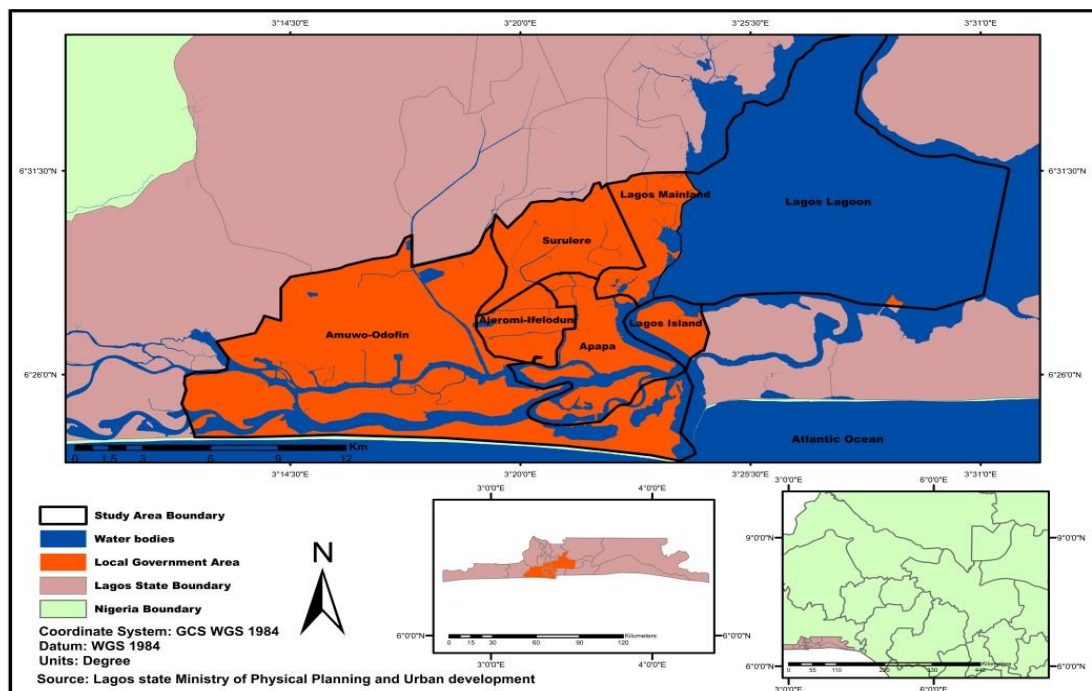 3°14'30"E 3°20'0"E 3°25'30"E 3°31'0"E
6°31'30"N 6°31'30"N
Lagos Mainland
Lagos Lagoon
Surulere
Ajeromi-Ifelodun
Lagos Island
Amuwo-Odofin
Apapa
6°26'0"N 6°26'0"N
Atlantic Ocean
Km
0 1.5 3 6 9 12
3°14'30"E 3°20'0"E 3°25'30"E 3°31'0"E
Study Area Boundary
Water bodies
Local Government Area
Lagos State Boundary
Nigeria Boundary
N
Coordinate System: GCS WGS 1984
Datum: WGS 1984
Units: Degree
Source: Lagos state Ministry of Physical Planning and Urban development
3°0'0"E 4°0'0"E
6°0'0"N 6°0'0"N
Kilometers
0 15 30 60 90 120
3°0'0"E 4°0'0"E
3°0'0"E 6°0'0"E
9°0'0"N 9°0'0"N
6°0'0"N 6°0'0"N
Kilometers
0 55 110
3°0'0"E 6°0'0"E